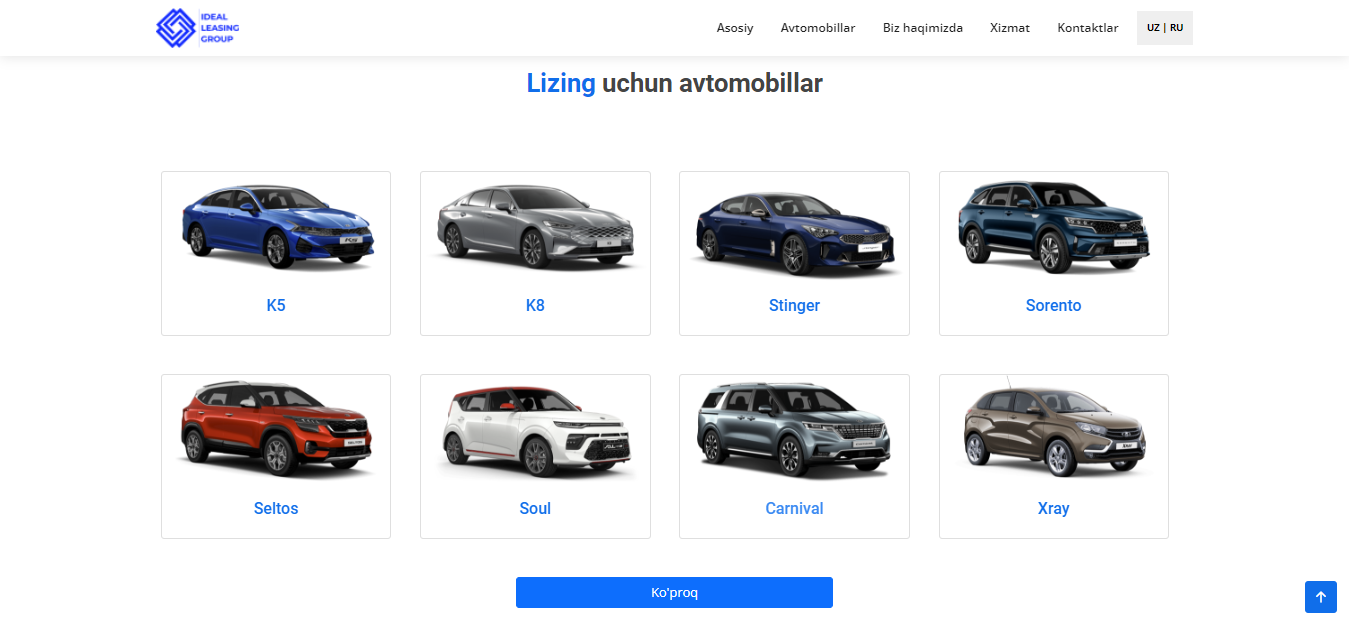 IDEAL
LEASING
GROUP
Asosiy Avtomobillar Biz haqimizda Xizmat Kontaktlar UZ | RU
Lizing uchun avtomobillar
K5 K8 Stinger Sorento
Seltos Soul Carnival Xray
Ko'proq